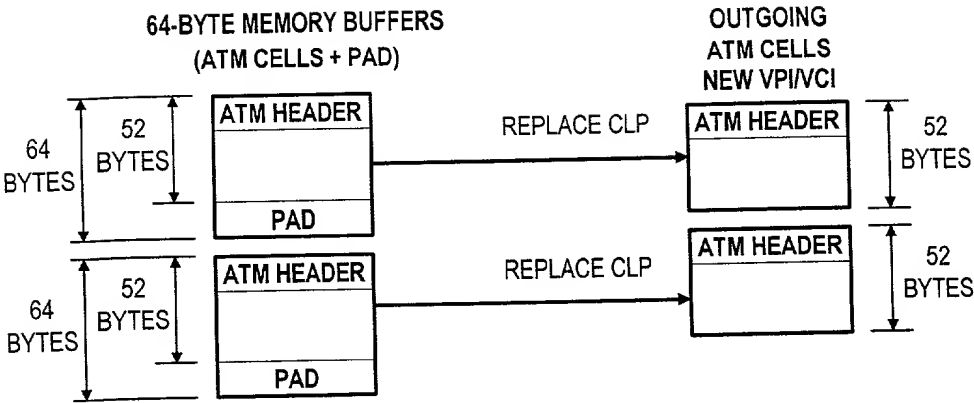 64-BYTE MEMORY BUFFERS
(ATM CELLS + PAD)
OUTGOING
ATM CELLS
NEW VPI/VCI
64
BYTES
52
BYTES
ATM HEADER
PAD
REPLACE CLP
ATM HEADER
52
BYTES
64
BYTES
52
BYTES
ATM HEADER
PAD
REPLACE CLP
ATM HEADER
52
BYTES